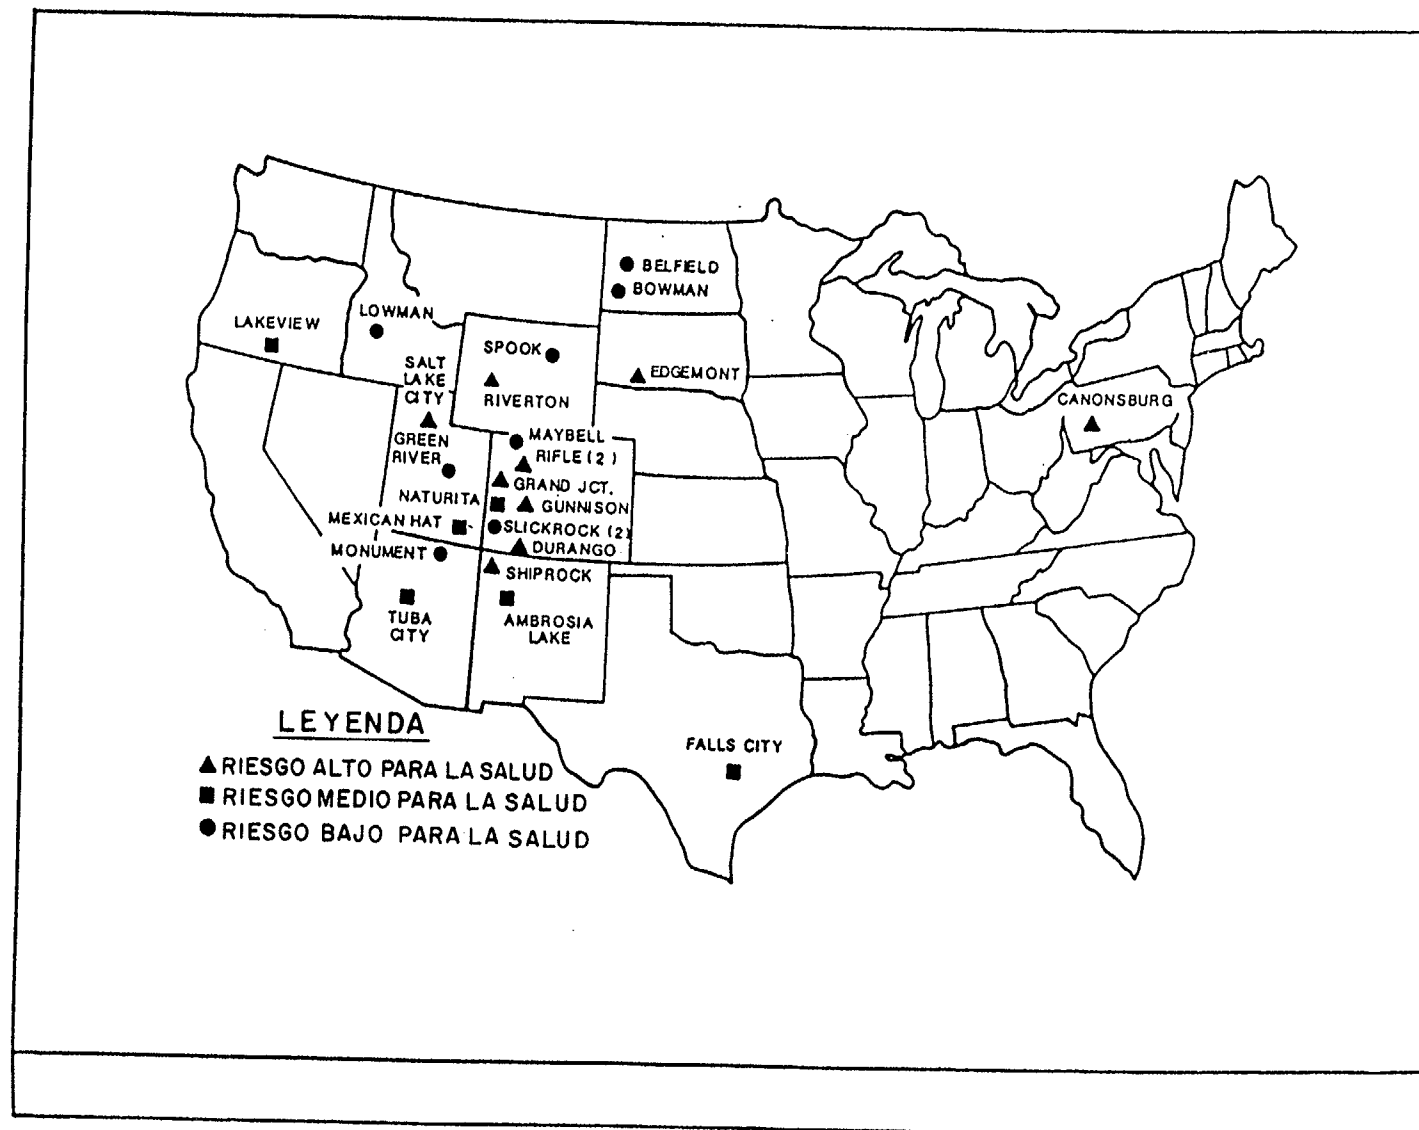 BELFIELD
BOWMAN
LOWMAN
LAKEVIEW
SPOOK
SALT
LAKE
CITY
EDGEMONT
RIVERTON
CANONSBURG
GREEN
RIVER
MAYBELL
RIFLE (2)
GRAND JCT.
NATURITA
GUNNISON
MEXICAN HAT
SLICKROCK (2)
MONUMENT
DURANGO
SHIPROCK
TUBA
CITY
AMBROSIA
LAKE
FALLS CITY
LEYENDA
RIESGO ALTO PARA LA SALUD
RIESGO MEDIO PARA LA SALUD
RIESGO BAJO PARA LA SALUD